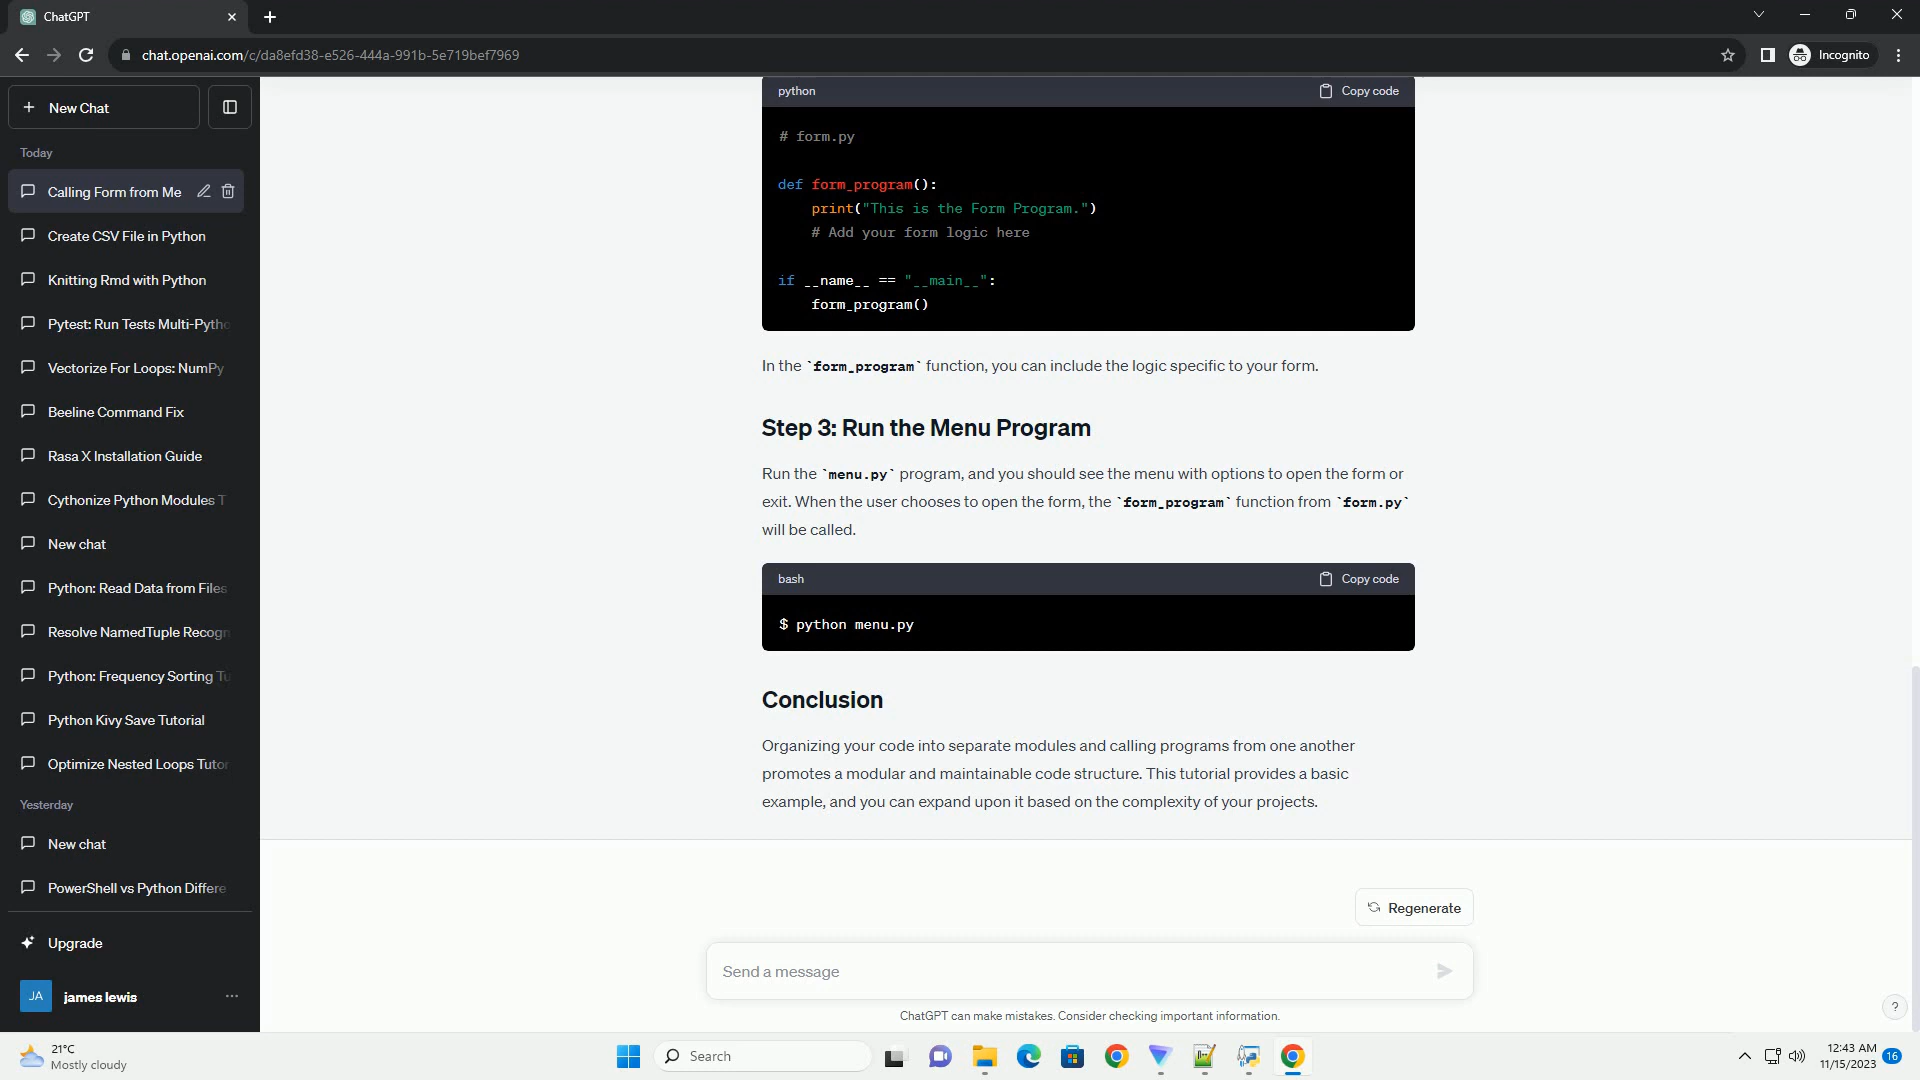 ChatGPT
chat.openai.com/c/da8efd38-e526-444a-991b-5e719bef7969
Incognito
New Chat
Today
Calling Form from Me
Create CSV File in Python
Knitting Rmd with Python
Pytest: Run Tests Multi-Pytho
Vectorize For Loops: NumPy
Beeline Command Fix
Rasa X Installation Guide
Cythonize Python Modules T
New chat
Python: Read Data from Files
Resolve NamedTuple Recogn
Python: Frequency Sorting Tu
Python Kivy Save Tutorial
Optimize Nested Loops Tutor
Yesterday
New chat
PowerShell vs Python Differe
Upgrade
JA james lewis
python Copy code
# form.py
def form_program():
print("This is the Form Program.")
# Add your form logic here
if __name__ == "__main__":
form_program()
In the `form_program` function, you can include the logic specific to your form.
Step 3: Run the Menu Program
Run the `menu.py` program, and you should see the menu with options to open the form or
exit. When the user chooses to open the form, the `form_program` function from `form.py`
will be called.
bash Copy code
$ python menu.py
Conclusion
Organizing your code into separate modules and calling programs from one another
promotes a modular and maintainable code structure. This tutorial provides a basic
example, and you can expand upon it based on the complexity of your projects.
Regenerate
Send a message
ChatGPT can make mistakes. Consider checking important information.
?
21°C
Mostly cloudy
Search
12:43 AM
11/15/2023
16